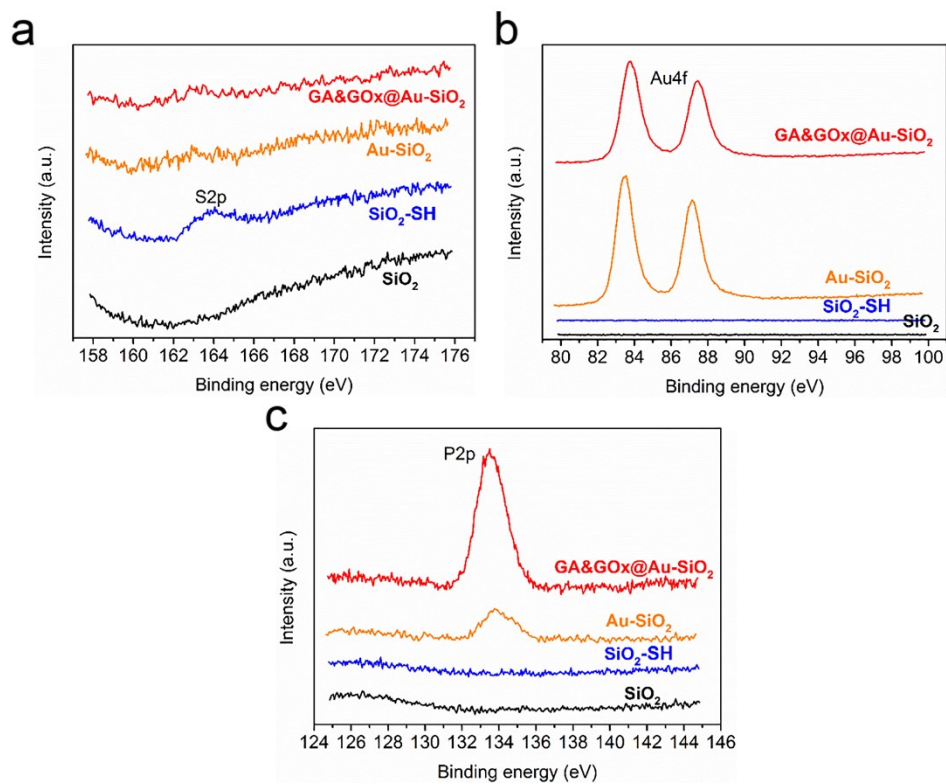 a
GA&GOx@Au-SiO₂
Au-SiO₂
S2p
SiO₂-SH
SiO₂
Intensity (a.u.)
158 160 162 164 166 168 170 172 174 176
Binding energy (eV)
b
Au4f
GA&GOx@Au-SiO₂
Au-SiO₂
SiO₂-SH
SiO₂
Intensity (a.u.)
80 82 84 86 88 90 92 94 96 98 100
Binding energy (eV)
c
P2p
GA&GOx@Au-SiO₂
Au-SiO₂
SiO₂-SH
SiO₂
Intensity (a.u.)
124 126 128 130 132 134 136 138 140 142 144 146
Binding energy (eV)